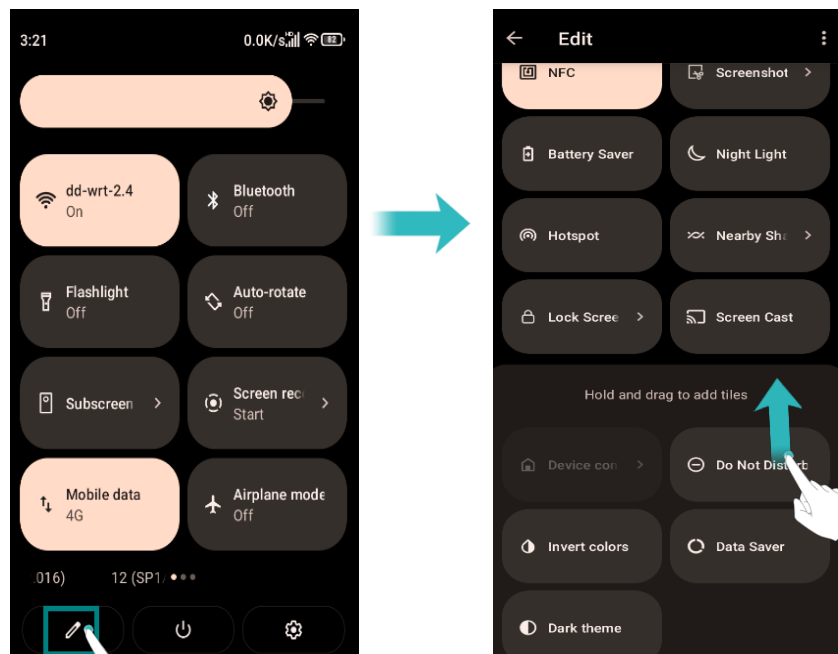 3:21 0.0K/s 82
dd-wrt-2.4
On
Bluetooth
Off
Flashlight
Off
Auto-rotate
Off
Subscreen
Screen rec
Start
Mobile data
4G
Airplane mode
Off
.016) 12 (SP1/
Edit
NFC
Screenshot
Battery Saver
Night Light
Hotspot
Nearby Sha
Lock Scree
Screen Cast
Hold and drag to add tiles
Device con
Do Not Disturb
Invert colors
Data Saver
Dark theme